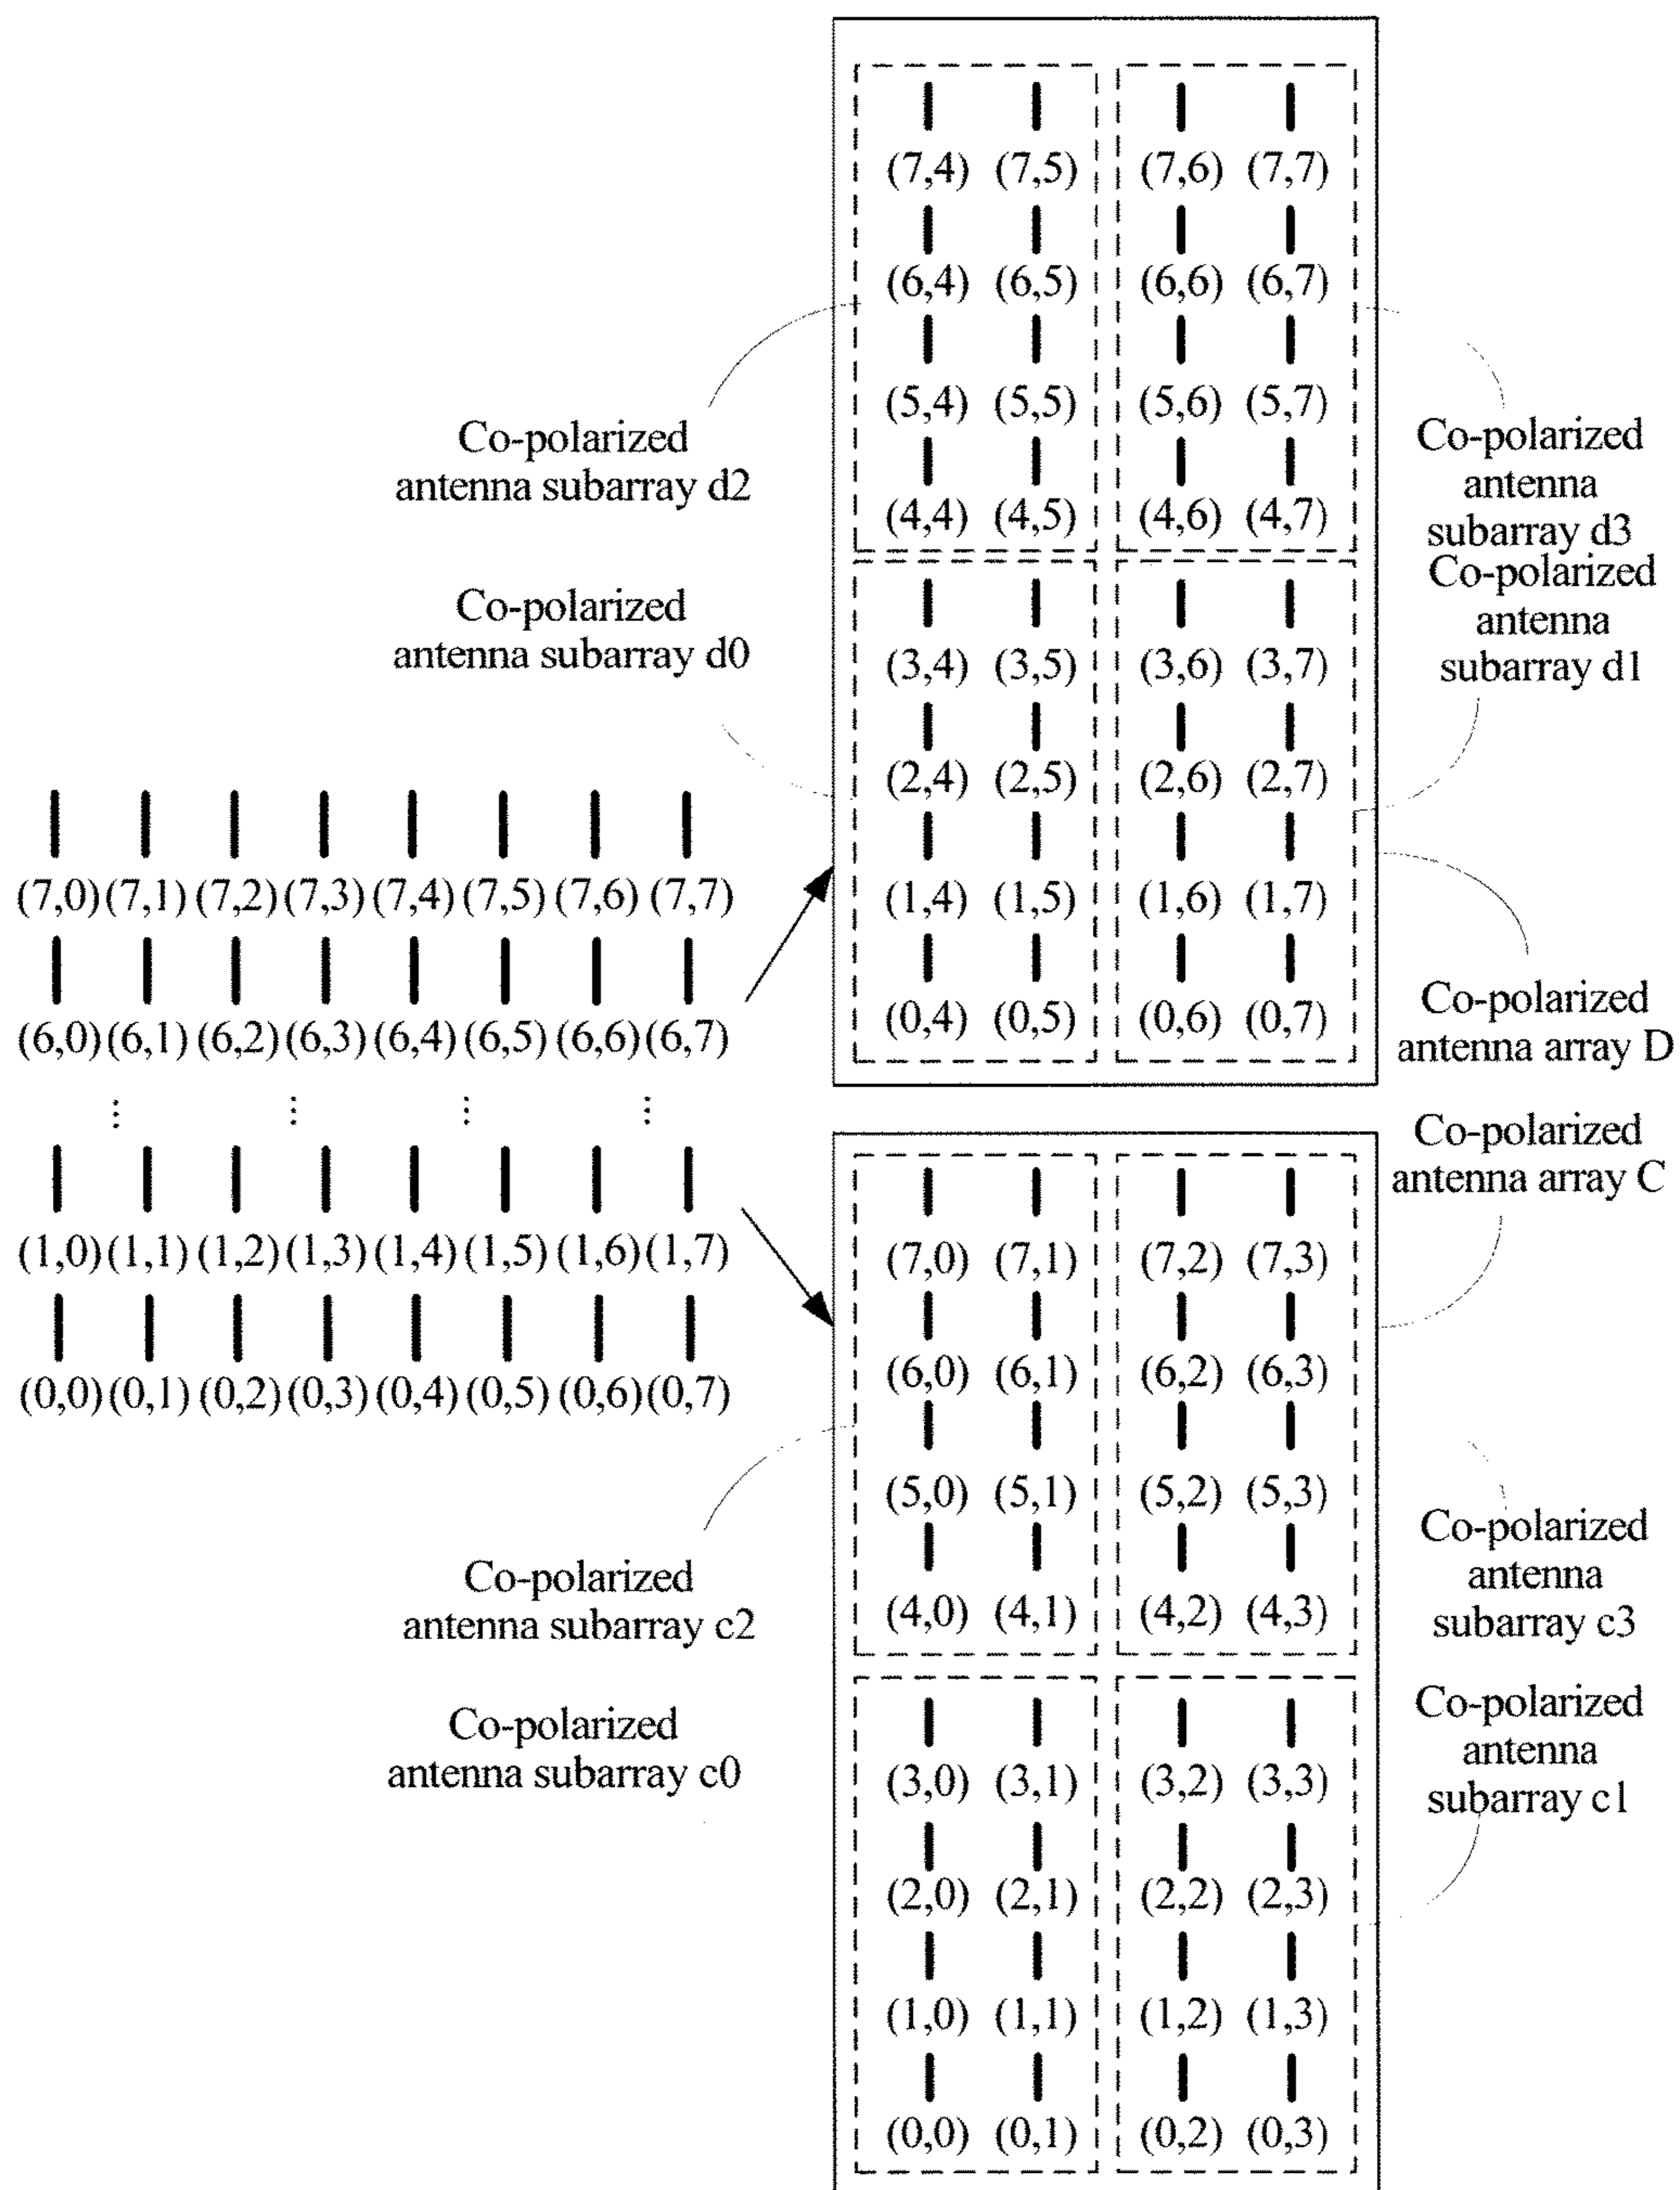 (7,4) (7,5) (7,6) (7,7)
(6,4) (6,5) (6,6) (6,7)
(5,4) (5,5) (5,6) (5,7)
(4,4) (4,5) (4,6) (4,7)
Co-polarized
antenna subarray d2
Co-polarized
antenna
subarray d3
(3,4) (3,5) (3,6) (3,7)
(2,4) (2,5) (2,6) (2,7)
(1,4) (1,5) (1,6) (1,7)
(0,4) (0,5) (0,6) (0,7)
Co-polarized
antenna subarray d0
Co-polarized
antenna
subarray d1
Co-polarized
antenna array D
(7,0) (7,1) (7,2) (7,3) (7,4) (7,5) (7,6) (7,7)
(6,0) (6,1) (6,2) (6,3) (6,4) (6,5) (6,6) (6,7)
... ... ... ...
(1,0) (1,1) (1,2) (1,3) (1,4) (1,5) (1,6) (1,7)
(0,0) (0,1) (0,2) (0,3) (0,4) (0,5) (0,6) (0,7)
Co-polarized
antenna array C
(7,0) (7,1) (7,2) (7,3)
(6,0) (6,1) (6,2) (6,3)
(5,0) (5,1) (5,2) (5,3)
(4,0) (4,1) (4,2) (4,3)
Co-polarized
antenna subarray c2
Co-polarized
antenna
subarray c3
Co-polarized
antenna subarray c0
Co-polarized
antenna
subarray c1
(3,0) (3,1) (3,2) (3,3)
(2,0) (2,1) (2,2) (2,3)
(1,0) (1,1) (1,2) (1,3)
(0,0) (0,1) (0,2) (0,3)